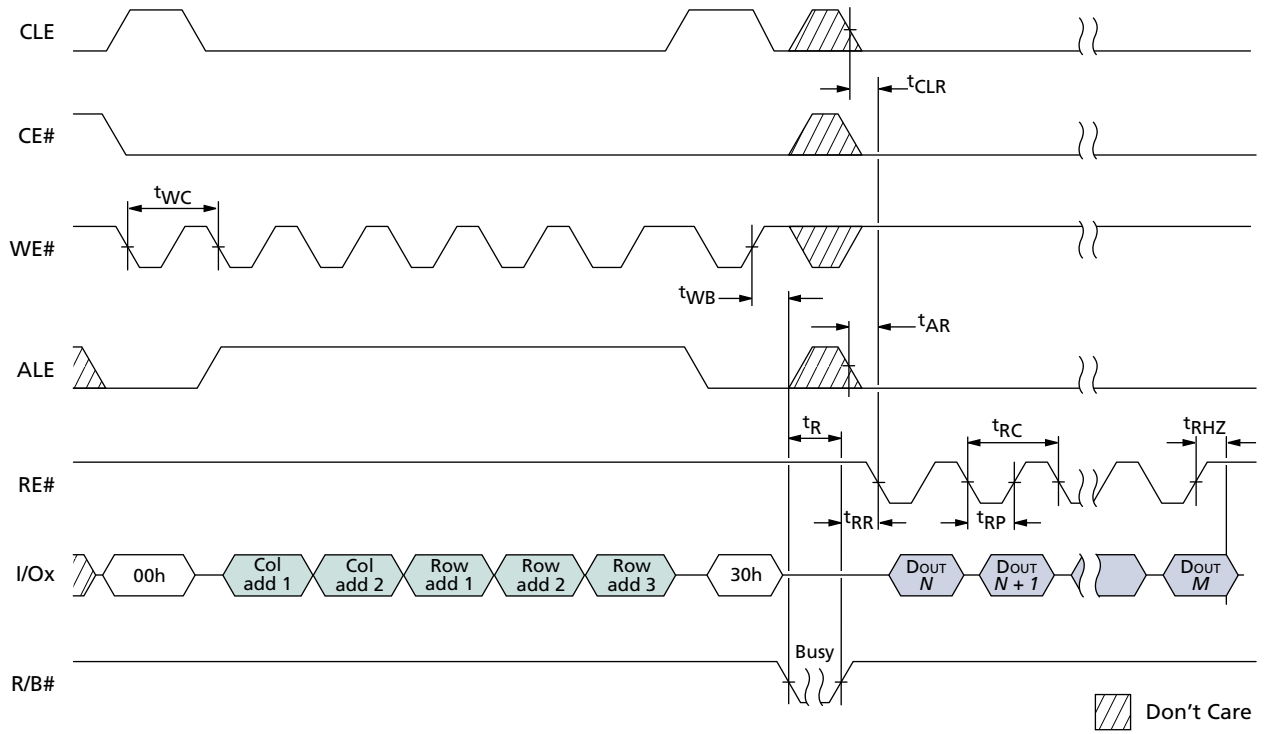 CLE
tCLR
CE#
tWC
WE#
tWB
tAR
ALE
tR
tRC
tRHZ
RE#
tRR
tRP
I/Ox
00h
Col
add 1
Col
add 2
Row
add 1
Row
add 2
Row
add 3
30h
DOUT
N
DOUT
N + 1
DOUT
M
Busy
R/B#
Don't Care